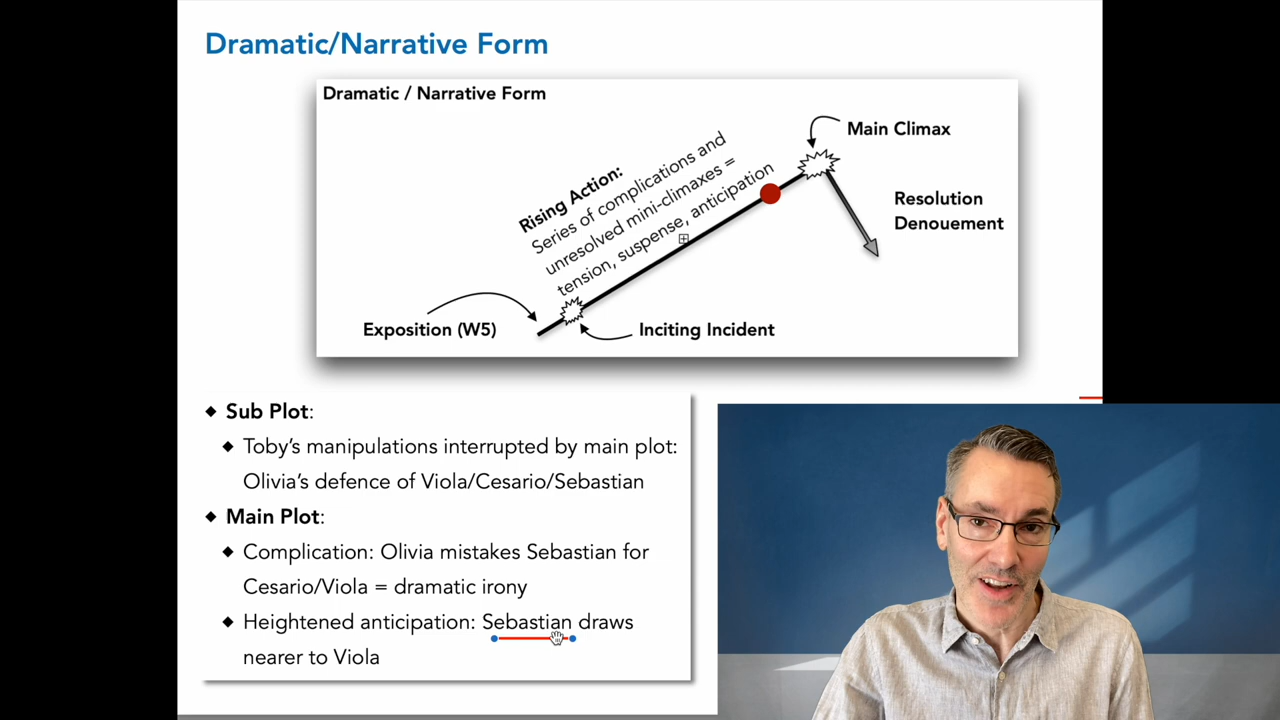 Dramatic/Narrative Form
Dramatic / Narrative Form
Main Climax
Rising Action:
Series of complications and
unresolved mini-climaxes =
tension, suspense, anticipation
Resolution
Denouement
Exposition (W5)
Inciting Incident
◆ Sub Plot:
◆ Toby's manipulations interrupted by main plot:
Olivia's defence of Viola/Cesario/Sebastian
◆ Main Plot:
◆ Complication: Olivia mistakes Sebastian for
Cesario/Viola = dramatic irony
◆ Heightened anticipation: Sebastian draws
nearer to Viola